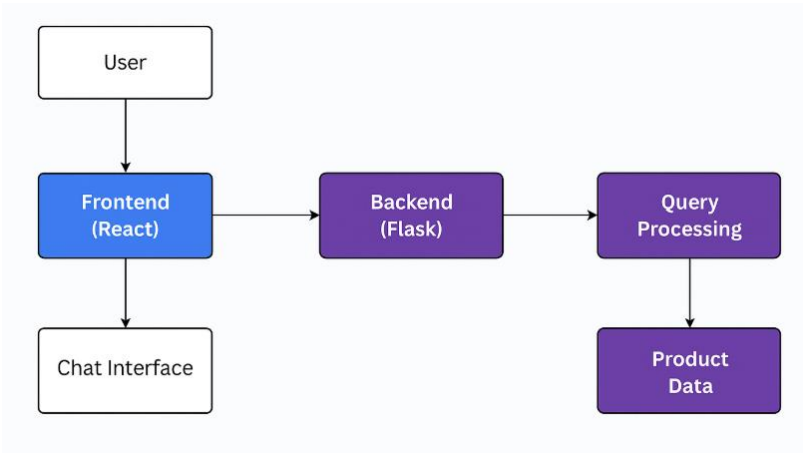 User
Frontend
(React)
Backend
(Flask)
Query
Processing
Chat Interface
Product
Data